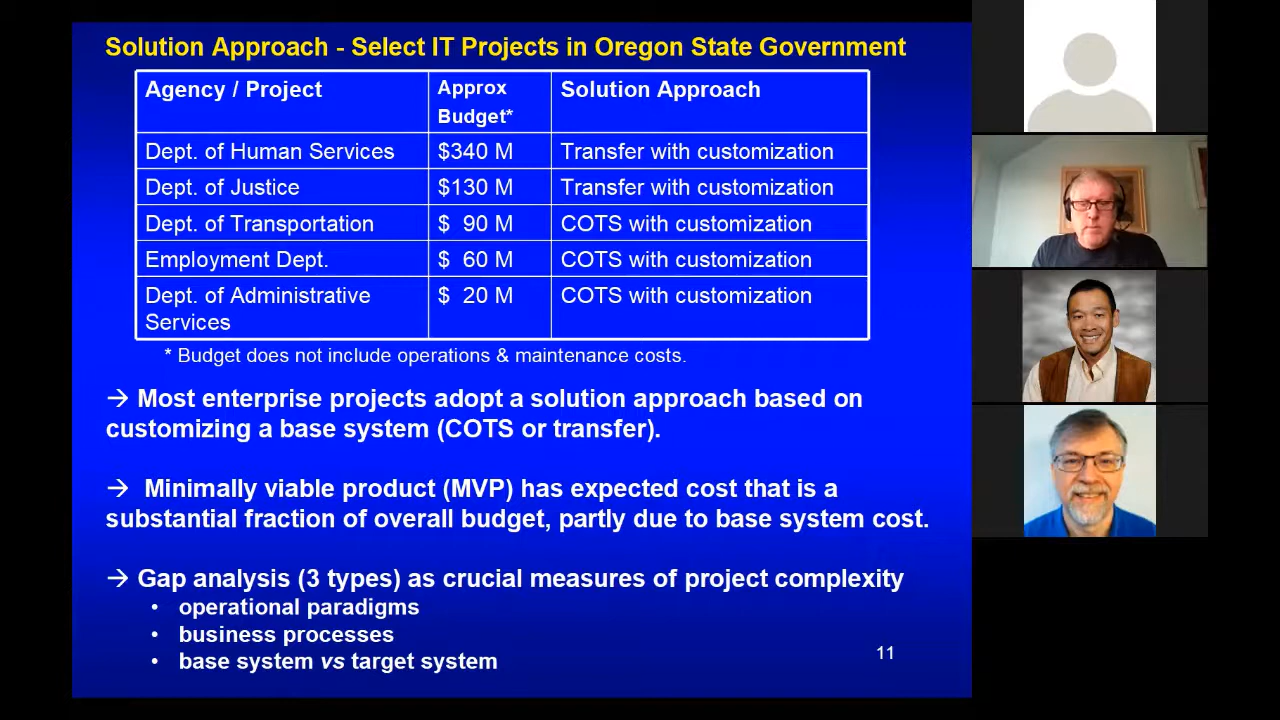 Solution Approach - Select IT Projects in Oregon State Government
Agency / Project
Approx
Budget*
Solution Approach
Dept. of Human Services $340 M Transfer with customization
Dept. of Justice $130 M Transfer with customization
Dept. of Transportation $ 90 M COTS with customization
Employment Dept. $ 60 M COTS with customization
Dept. of Administrative
Services
$ 20 M COTS with customization
* Budget does not include operations & maintenance costs.
→ Most enterprise projects adopt a solution approach based on
customizing a base system (COTS or transfer).
→ Minimally viable product (MVP) has expected cost that is a
substantial fraction of overall budget, partly due to base system cost.
→ Gap analysis (3 types) as crucial measures of project complexity
• operational paradigms
• business processes
• base system vs target system
11